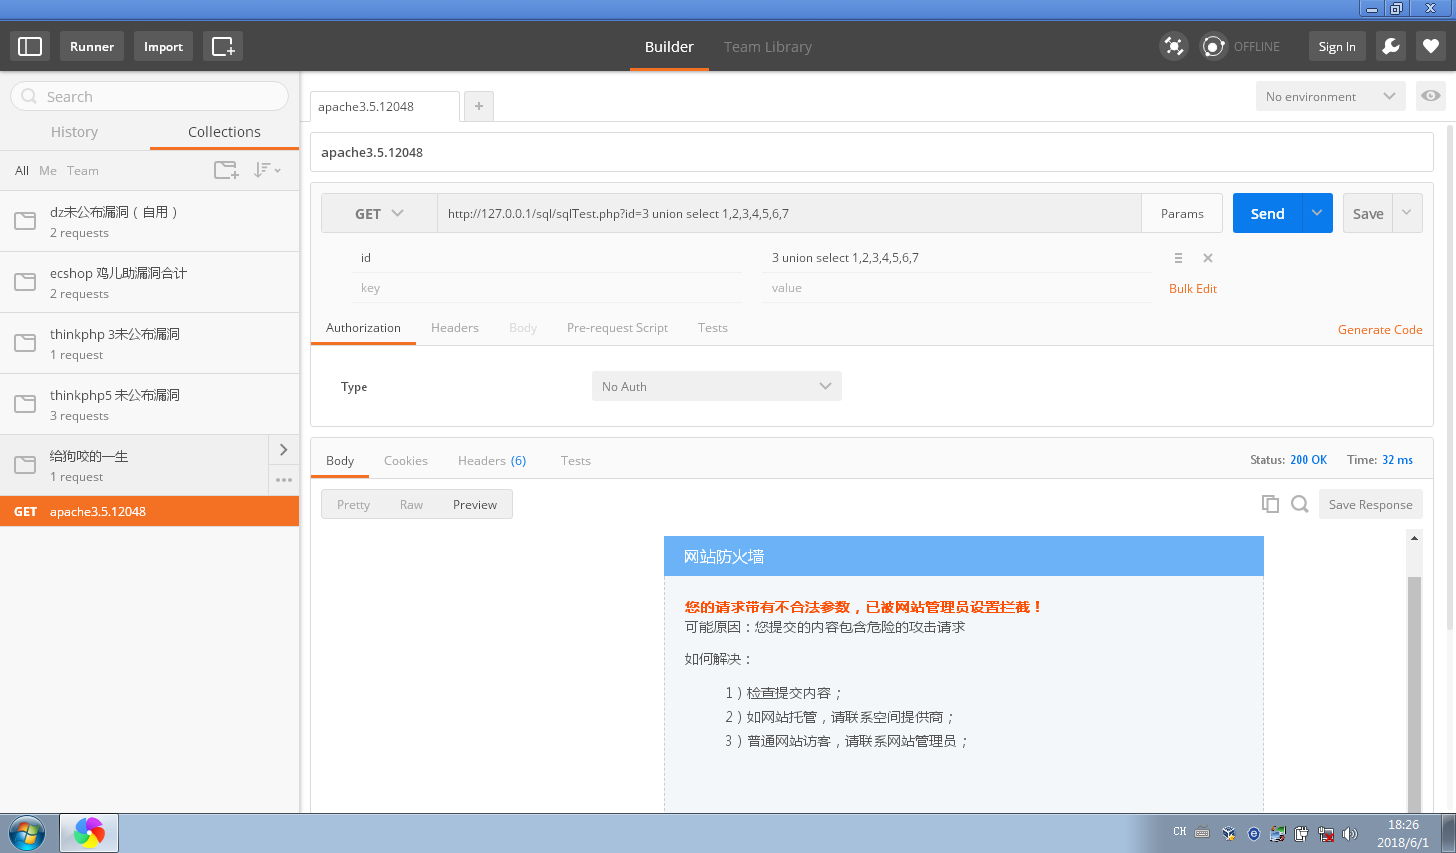 Runner
Import
Builder
Team Library
OFFLINE
Sign In
Search
History
Collections
All Me Team
dz未公布漏洞（自用）
2 requests
ecshop 鸡儿助漏洞合计
2 requests
thinkphp 3未公布漏洞
1 request
thinkphp5 未公布漏洞
3 requests
给狗咬的一生
1 request
GET apache3.5.12048
apache3.5.12048
No environment
apache3.5.12048
GET
http://127.0.0.1/sql/sqlTest.php?id=3 union select 1,2,3,4,5,6,7
Params
Send
Save
id
3 union select 1,2,3,4,5,6,7
key
value
Bulk Edit
Authorization
Headers
Body
Pre-request Script
Tests
Generate Code
Type
No Auth
Body
Cookies
Headers (6)
Tests
Status: 200 OK
Time: 32 ms
Pretty
Raw
Preview
Save Response
网站防火墙
您的请求带有不合法参数，已被网站管理员设置拦截！
可能原因：您提交的内容包含危险的攻击请求
如何解决：
1）检查提交内容；
2）如网站托管，请联系空间提供商；
3）普通网站访客，请联系网站管理员；
CH
18:26
2018/6/1